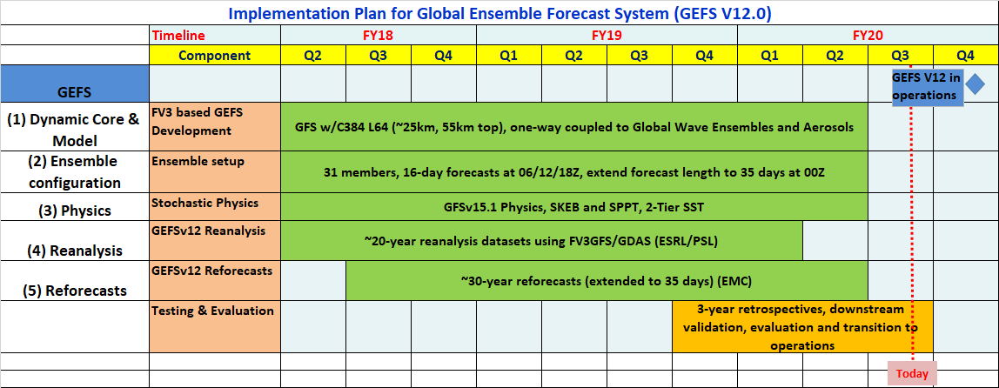 Implementation Plan for Global Ensemble Forecast System (GEFS V12.0)
Timeline FY18 FY19 FY20
Component Q2 Q3 Q4 Q1 Q2 Q3 Q4 Q1 Q2 Q3 Q4
GEFS
GEFS V12 in
operations
(1) Dynamic Core &
Model
FV3 based GEFS
Development
GFS w/C384 L64 (~25km, 55km top), one-way coupled to Global Wave Ensembles and Aerosols
(2) Ensemble
configuration
Ensemble setup
31 members, 16-day forecasts at 06/12/18Z, extend forecast length to 35 days at 00Z
(3) Physics
Stochastic Physics
GFSv15.1 Physics, SKEB and SPPT, 2-Tier SST
(4) Reanalysis
GEFSv12 Reanalysis
~20-year reanalysis datasets using FV3GFS/GDAS (ESRL/PSL)
(5) Reforecasts
GEFSv12 Reforecasts
~30-year reforecasts (extended to 35 days) (EMC)
Testing & Evaluation
3-year retrospectives, downstream
validation, evaluation and transition to
operations
Today